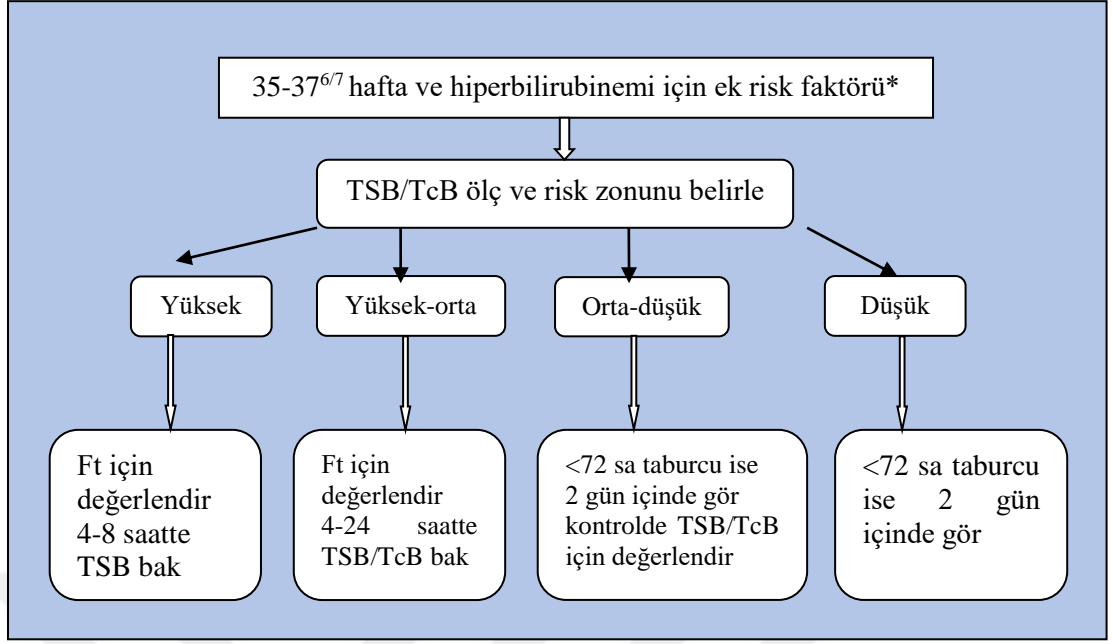 35-37⁶ᐟ⁷ hafta ve hiperbilirubinemi için ek risk faktörü*
TSB/TcB ölç ve risk zonunu belirle
Yüksek
Yüksek-orta
Orta-düşük
Düşük
Ft için
değerlendir
4-8 saatte
TSB bak
Ft için
değerlendir
4-24 saatte
TSB/TcB bak
<72 sa taburcu ise
2 gün içinde gör
kontrolde TSB/TcB
için değerlendir
<72 sa taburcu
ise 2 gün
içinde gör